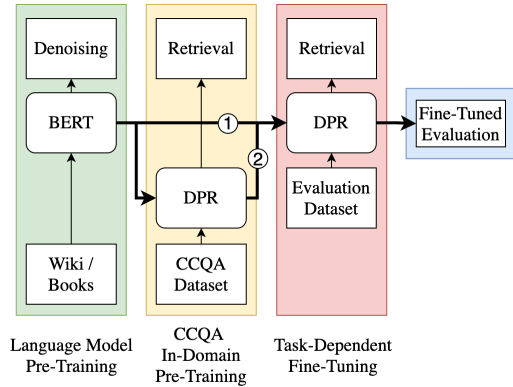 Denoising
BERT
Wiki /
Books
Language Model
Pre-Training
Retrieval
1
2
DPR
CCQA
Dataset
CCQA
In-Domain
Pre-Training
Retrieval
DPR
Evaluation
Dataset
Task-Dependent
Fine-Tuning
Fine-Tuned
Evaluation